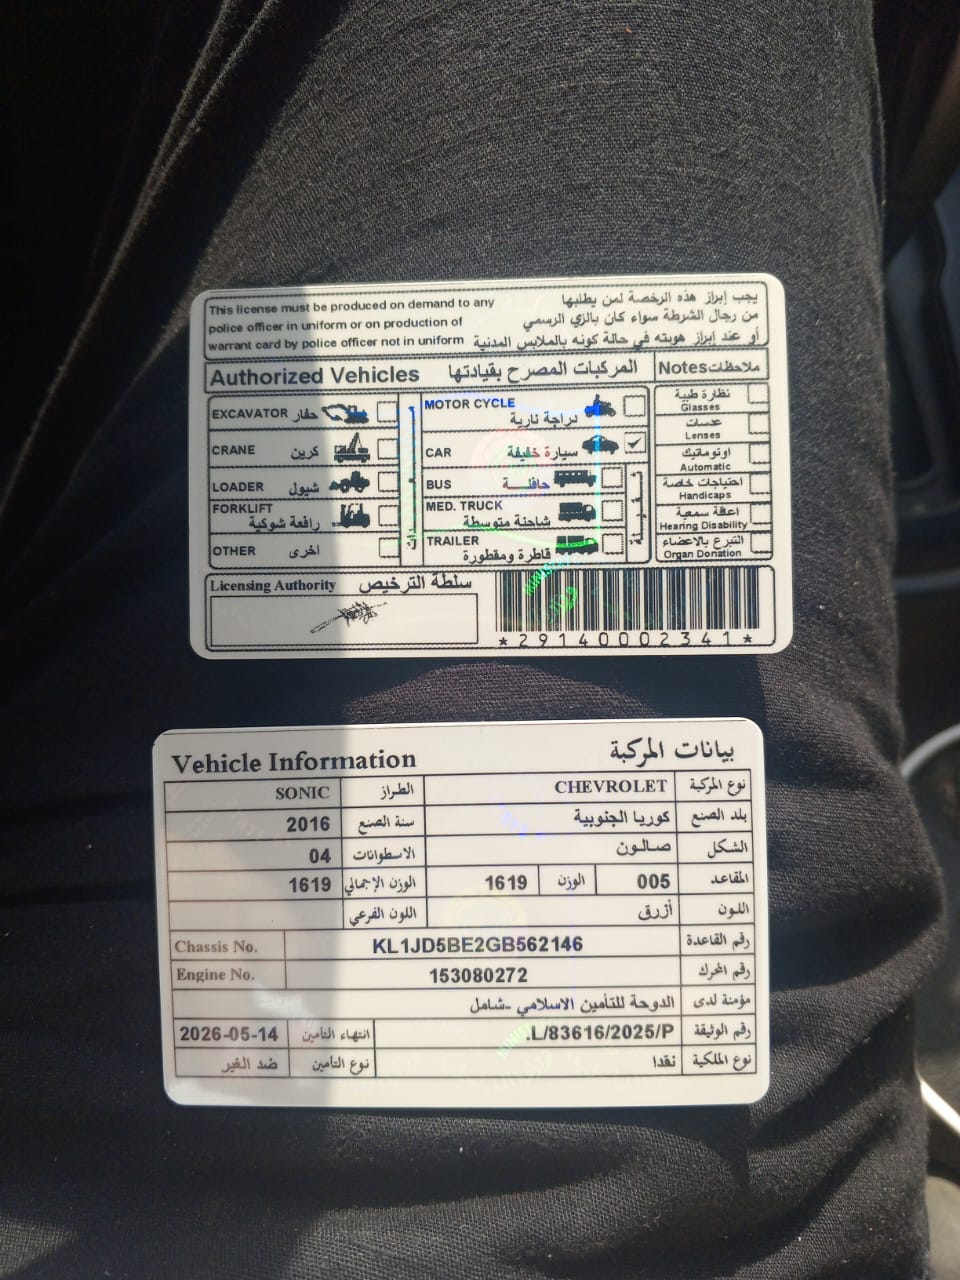 This license must be produced on demand to any
police officer in uniform or on production of
warrant card by police officer not in uniform
يجب إبراز هذه الرخصة لمن يطلبها
من رجال الشرطة سواء كان بالزي الرسمي
أو عند إبراز هويته في حالة كونه بالملابس المدنية
Authorized Vehicles المركبات المصرح بقيادتها
Notes ملاحظات
EXCAVATOR حفار
CRANE كرين
LOADER شيول
FORKLIFT رافعة شوكية
OTHER اخرى
MOTOR CYCLE
دراجة نارية
CAR سيارة خفيفة
BUS حافلة
MED. TRUCK
شاحنة متوسطة
TRAILER
قاطرة ومقطورة
نظارة طبية
Glasses
عدسات
Lenses
اوتوماتيك
Automatic
احتياجات خاصة
Handicaps
اعاقة سمعية
Hearing Disability
التبرع بالاعضاء
Organ Donation
Licensing Authority سلطة الترخيص
*29140002341*
Vehicle Information بيانات المركبة
نوع المركبة CHEVROLET الطراز SONIC
بلد الصنع كوريا الجنوبية سنة الصنع 2016
الشكل صالون الاسطوانات 04
المقاعد 005 الوزن 1619 الوزن الإجمالي 1619
اللون أزرق اللون الفرعي
Chassis No. KL1JD5BE2GB562146 رقم القاعدة
Engine No. 153080272 رقم المحرك
مؤمنة لدى الدوحة للتأمين الاسلامي -شامل
رقم الوثيقة L/83616/2025/P. انتهاء التأمين 2026-05-14
نوع الملكية نقدا نوع التأمين ضد الغير